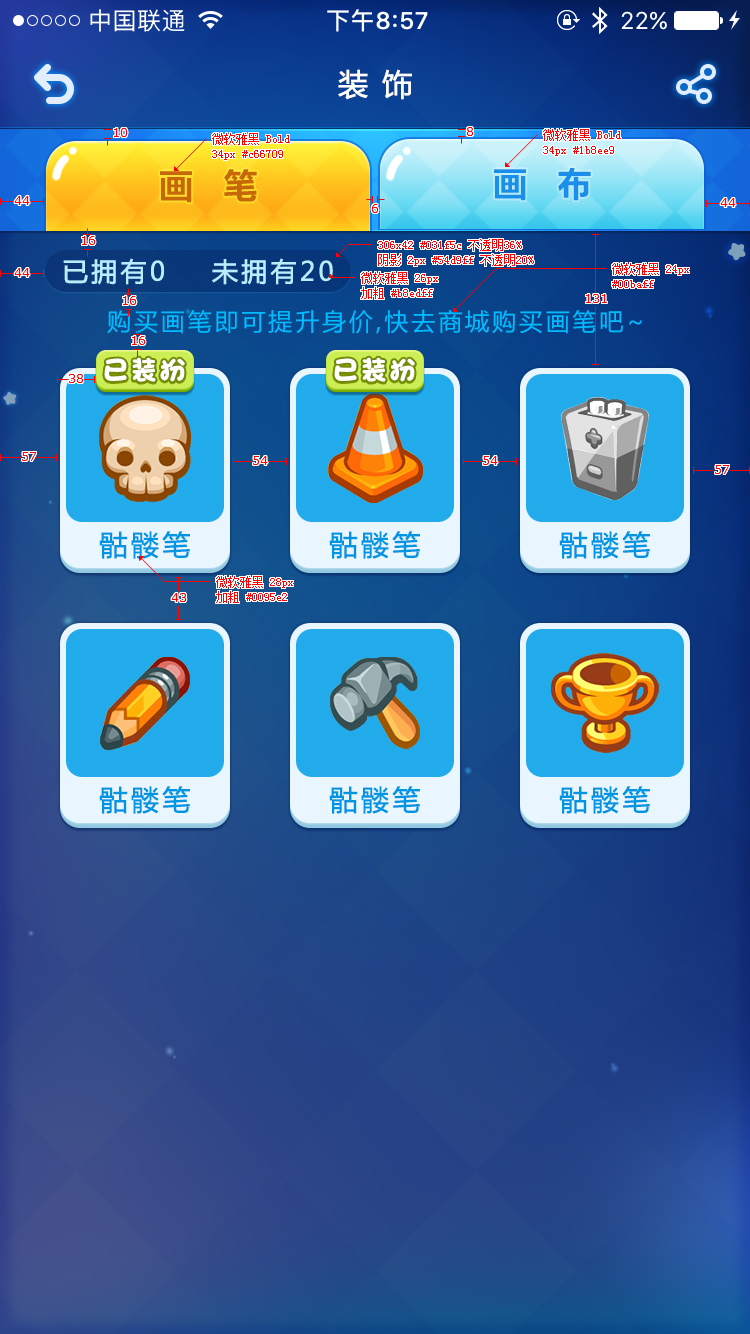 中国联通 下午8:57 22%
装饰
10
微软雅黑 Bold
34px #c66709
8
微软雅黑 Bold
34px #1b8ee9
画 笔
画 布
44
6
44
16
306x42 #031f5c 不透明36%
阴影 2px #54d9ff 不透明20%
44
已拥有0 未拥有20
微软雅黑 26px
加粗 #b8edff
微软雅黑 24px
#00baff
16
131
购买画笔即可提升身价,快去商城购买画笔吧~
16
38
已装扮
已装扮
57
54
54
57
骷髅笔
骷髅笔
骷髅笔
微软雅黑 28px
加粗 #0095e2
43
骷髅笔
骷髅笔
骷髅笔